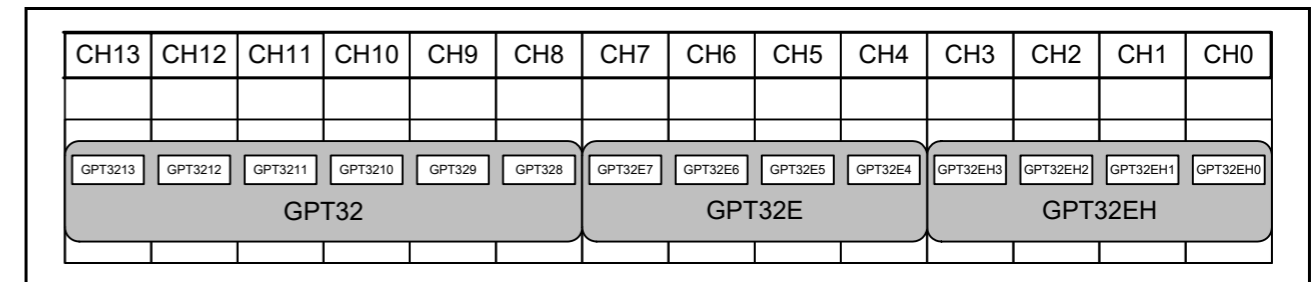 CH13 CH12 CH11 CH10 CH9 CH8 CH7 CH6 CH5 CH4 CH3 CH2 CH1 CH0
GPT3213 GPT3212 GPT3211 GPT3210 GPT329 GPT328 GPT32E7 GPT32E6 GPT32E5 GPT32E4 GPT32EH3 GPT32EH2 GPT32EH1 GPT32EH0
GPT32 GPT32E GPT32EH